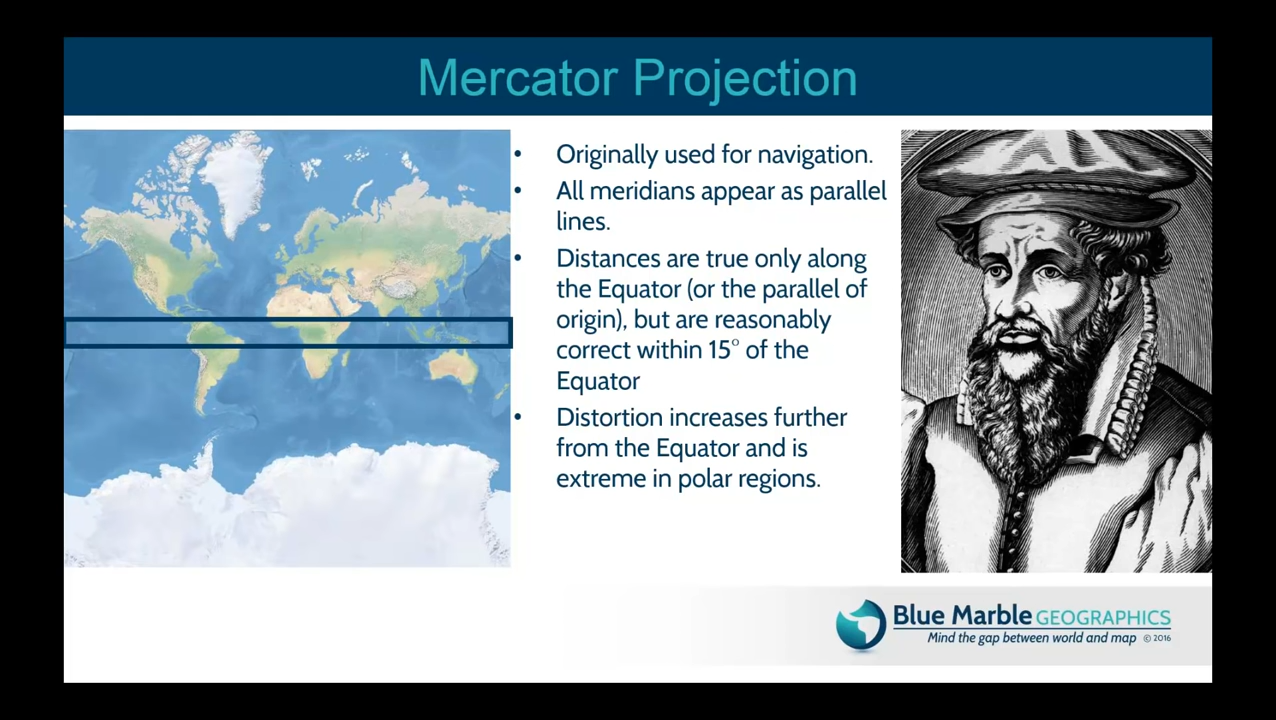 Mercator Projection
• Originally used for navigation.
• All meridians appear as parallel
lines.
• Distances are true only along
the Equator (or the parallel of
origin), but are reasonably
correct within 15° of the
Equator
• Distortion increases further
from the Equator and is
extreme in polar regions.
Blue Marble GEOGRAPHICS
Mind the gap between world and map © 2016